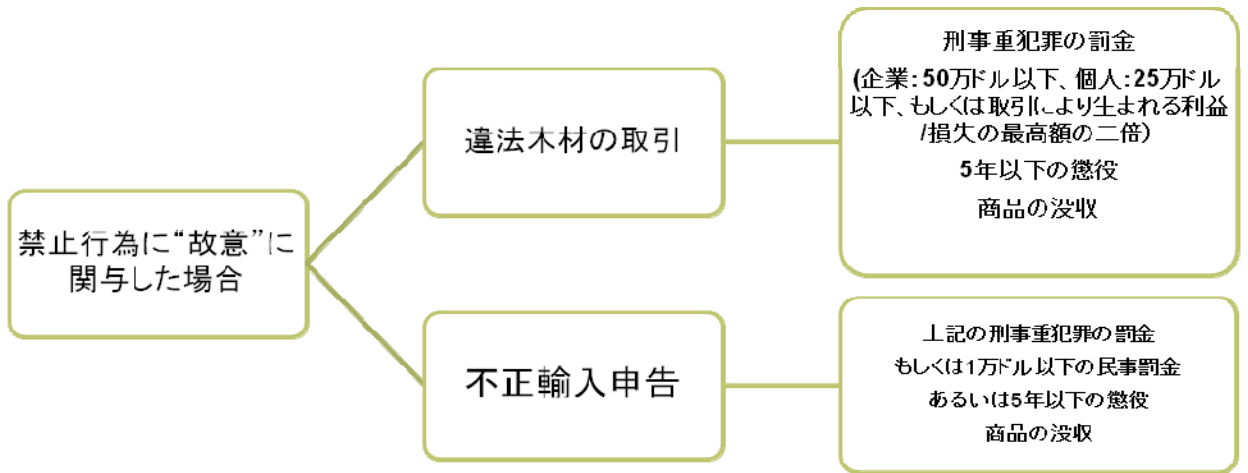 禁止行為に“故意”に
関与した場合
違法木材の取引
刑事重犯罪の罰金
(企業:50万ドル以下、個人:25万ドル
以下、もしくは取引により生まれる利益
/損失の最高額の二倍)
5年以下の懲役
商品の没収
不正輸入申告
上記の刑事重犯罪の罰金
もしくは1万ドル以下の民事罰金
あるいは5年以下の懲役
商品の没収